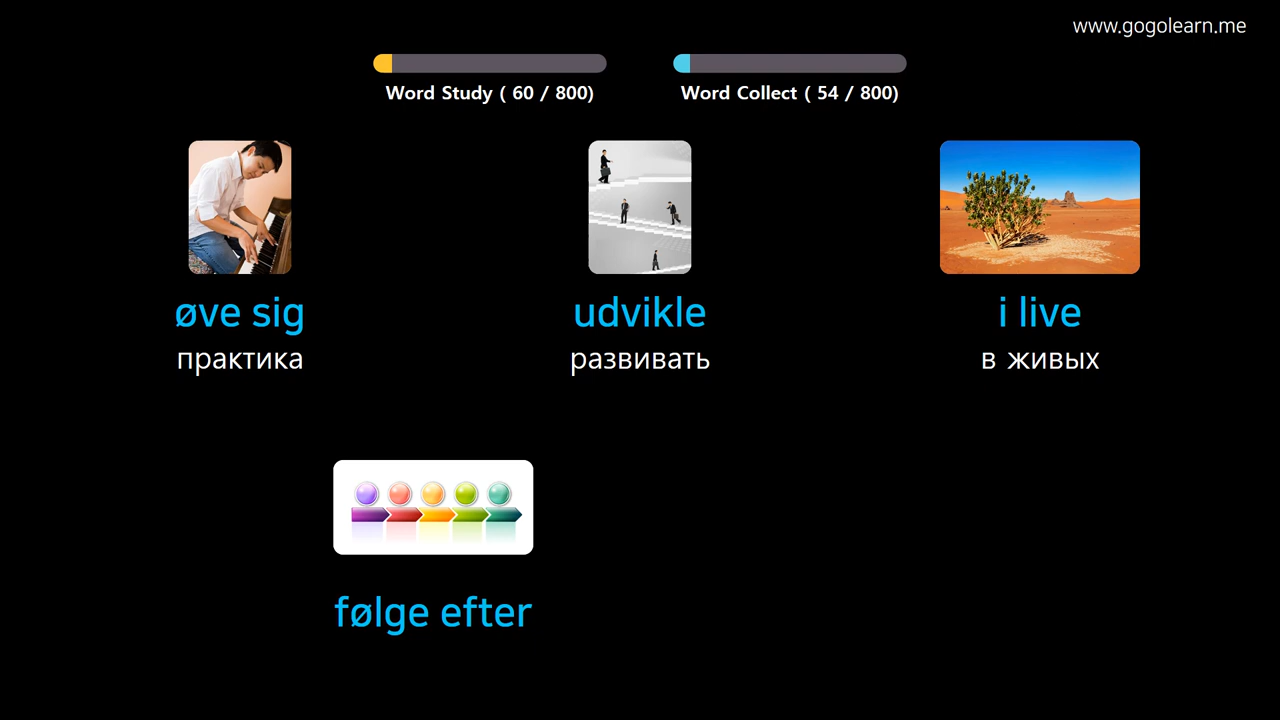 www.gogolearn.me
Word Study ( 60 / 800)
Word Collect ( 54 / 800)
øve sig
практика
udvikle
развивать
i live
в живых
følge efter